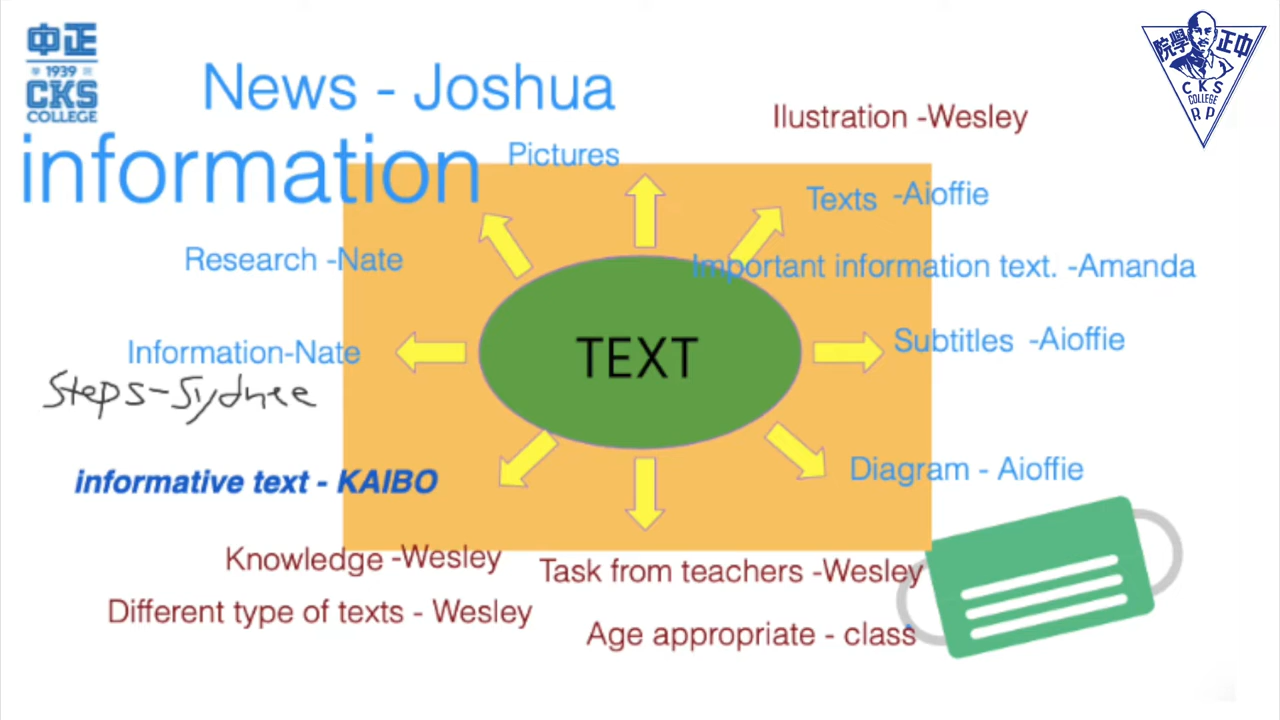 中正
1939
CKS
COLLEGE
院學 正中
CKS
COLLEGE
RP
News - Joshua
Ilustration -Wesley
information
Pictures
Texts -Aioffie
Research -Nate
Important information text. -Amanda
Information-Nate
TEXT
Subtitles -Aioffie
Steps-Sydnee
informative text - KAIBO
Diagram - Aioffie
Knowledge -Wesley
Task from teachers -Wesley
Different type of texts - Wesley
Age appropriate - class